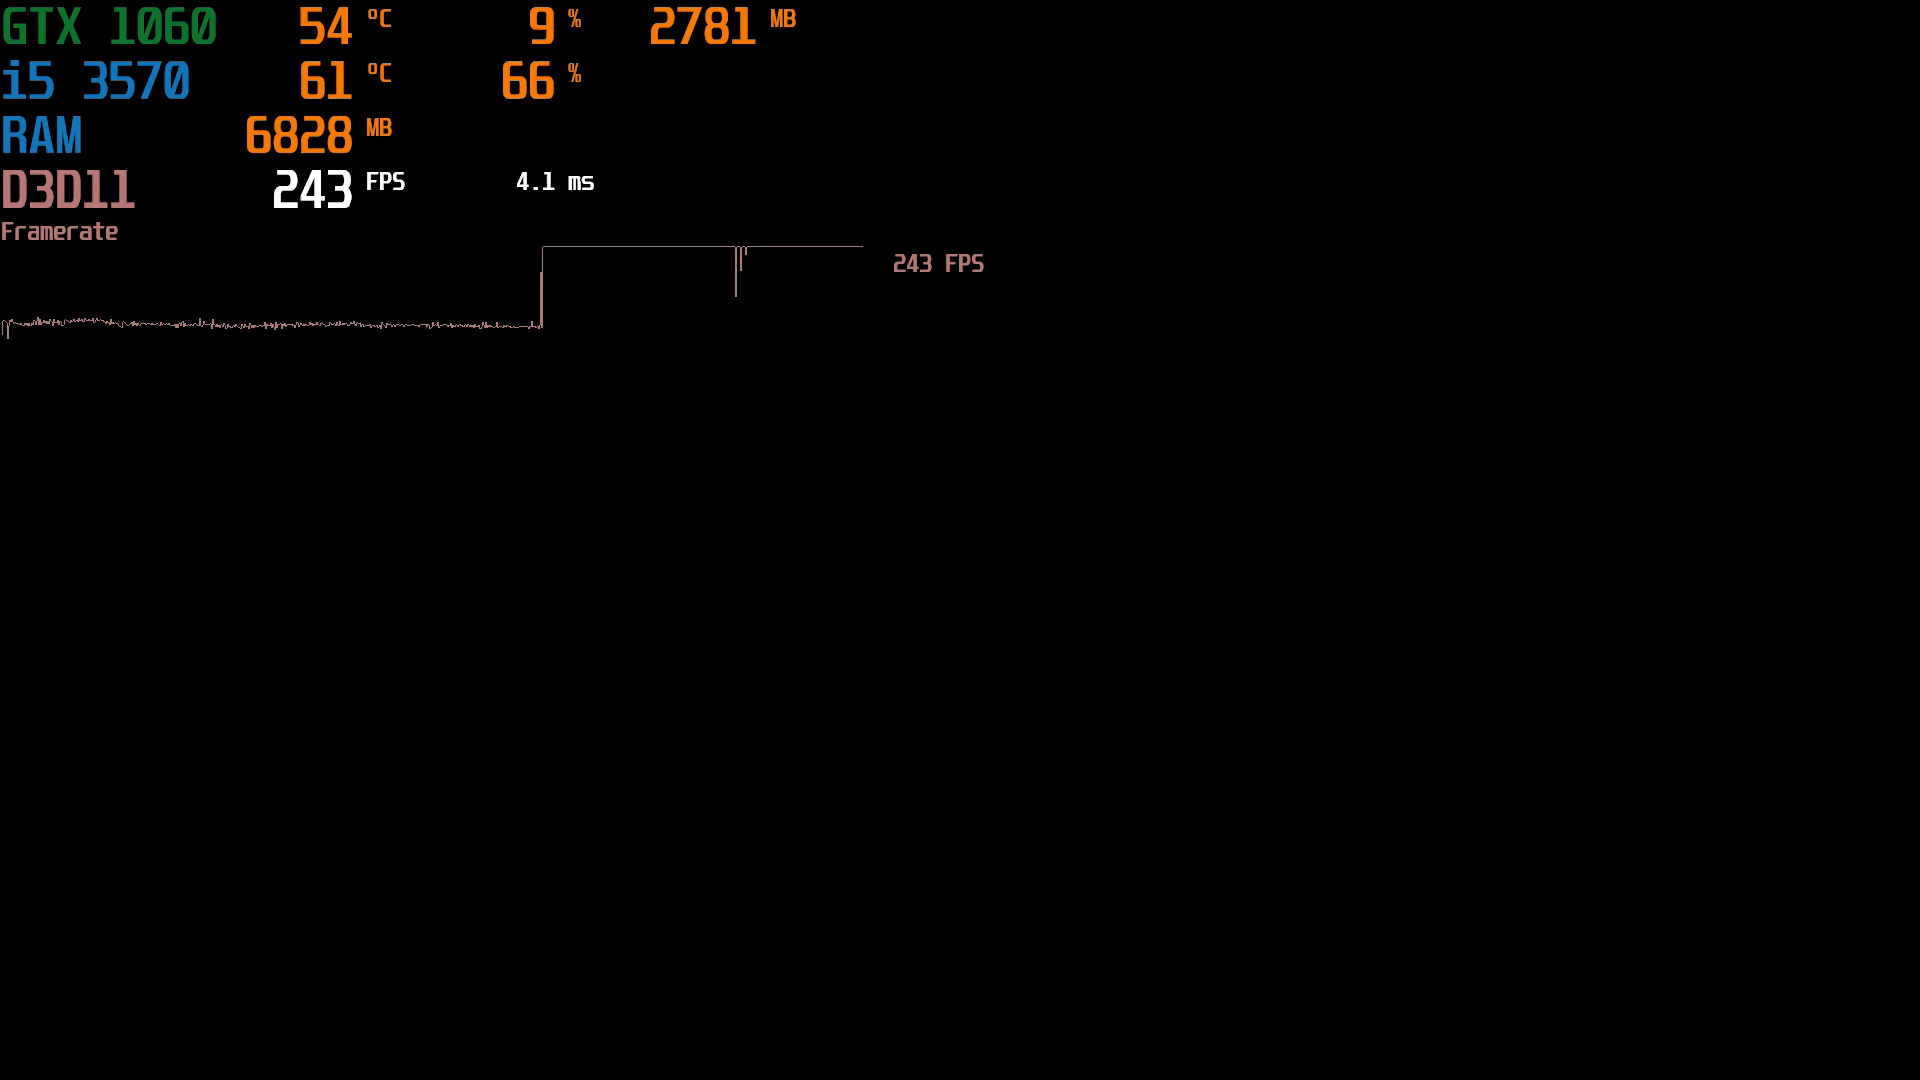 GTX 1060 54 °C 9 % 2781 MB
i5 3570 61 °C 66 %
RAM 6828 MB
D3D11 243 FPS 4.1 ms
Framerate
243 FPS